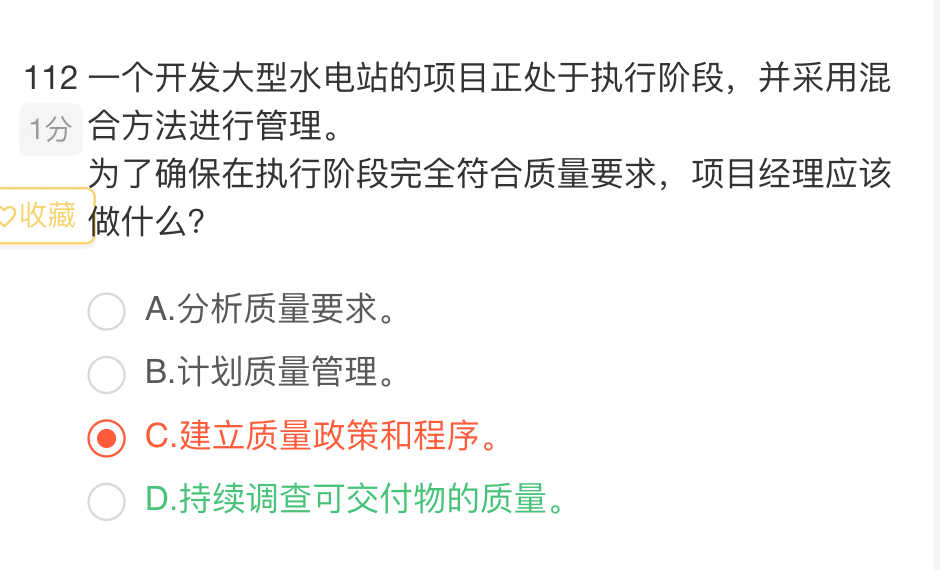 112 一个开发大型水电站的项目正处于执行阶段，并采用混
1分 合方法进行管理。
为了确保在执行阶段完全符合质量要求，项目经理应该
♡收藏 做什么？
A.分析质量要求。
B.计划质量管理。
C.建立质量政策和程序。
D.持续调查可交付物的质量。